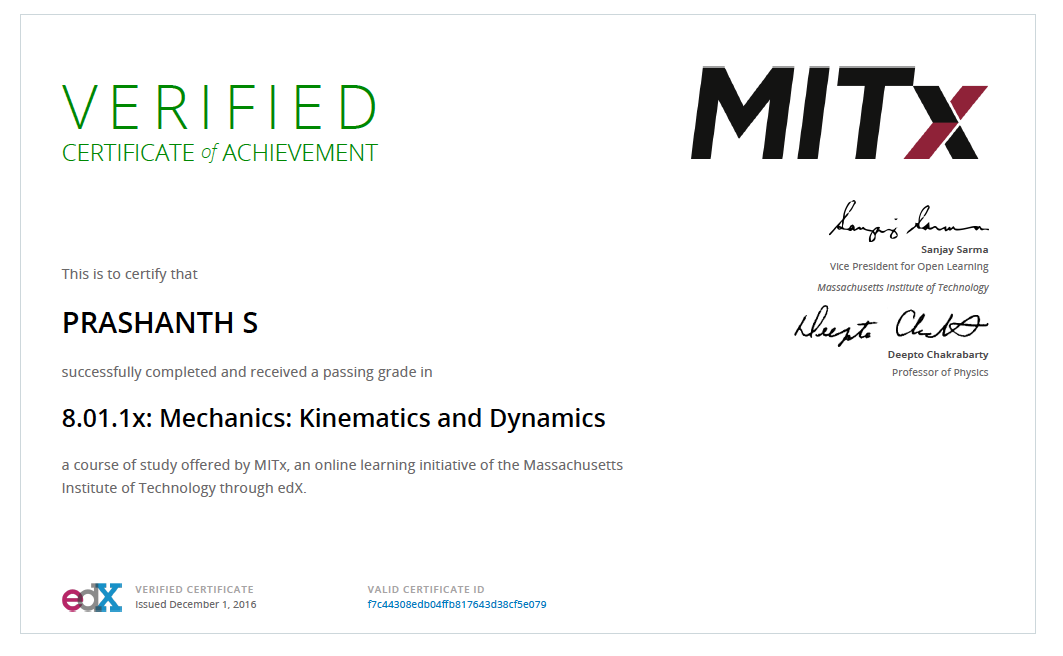 VERIFIED
CERTIFICATE of ACHIEVEMENT
MITx
Sanjay Sarma
Sanjay Sarma
Vice President for Open Learning
Massachusetts Institute of Technology
Deepto Chakrabarty
Professor of Physics
This is to certify that
PRASHANTH S
successfully completed and received a passing grade in
8.01.1x: Mechanics: Kinematics and Dynamics
a course of study offered by MITx, an online learning initiative of the Massachusetts
Institute of Technology through edX.
edX
VERIFIED CERTIFICATE
Issued December 1, 2016
VALID CERTIFICATE ID
f7c44308edb04ffb817643d38cf5e079